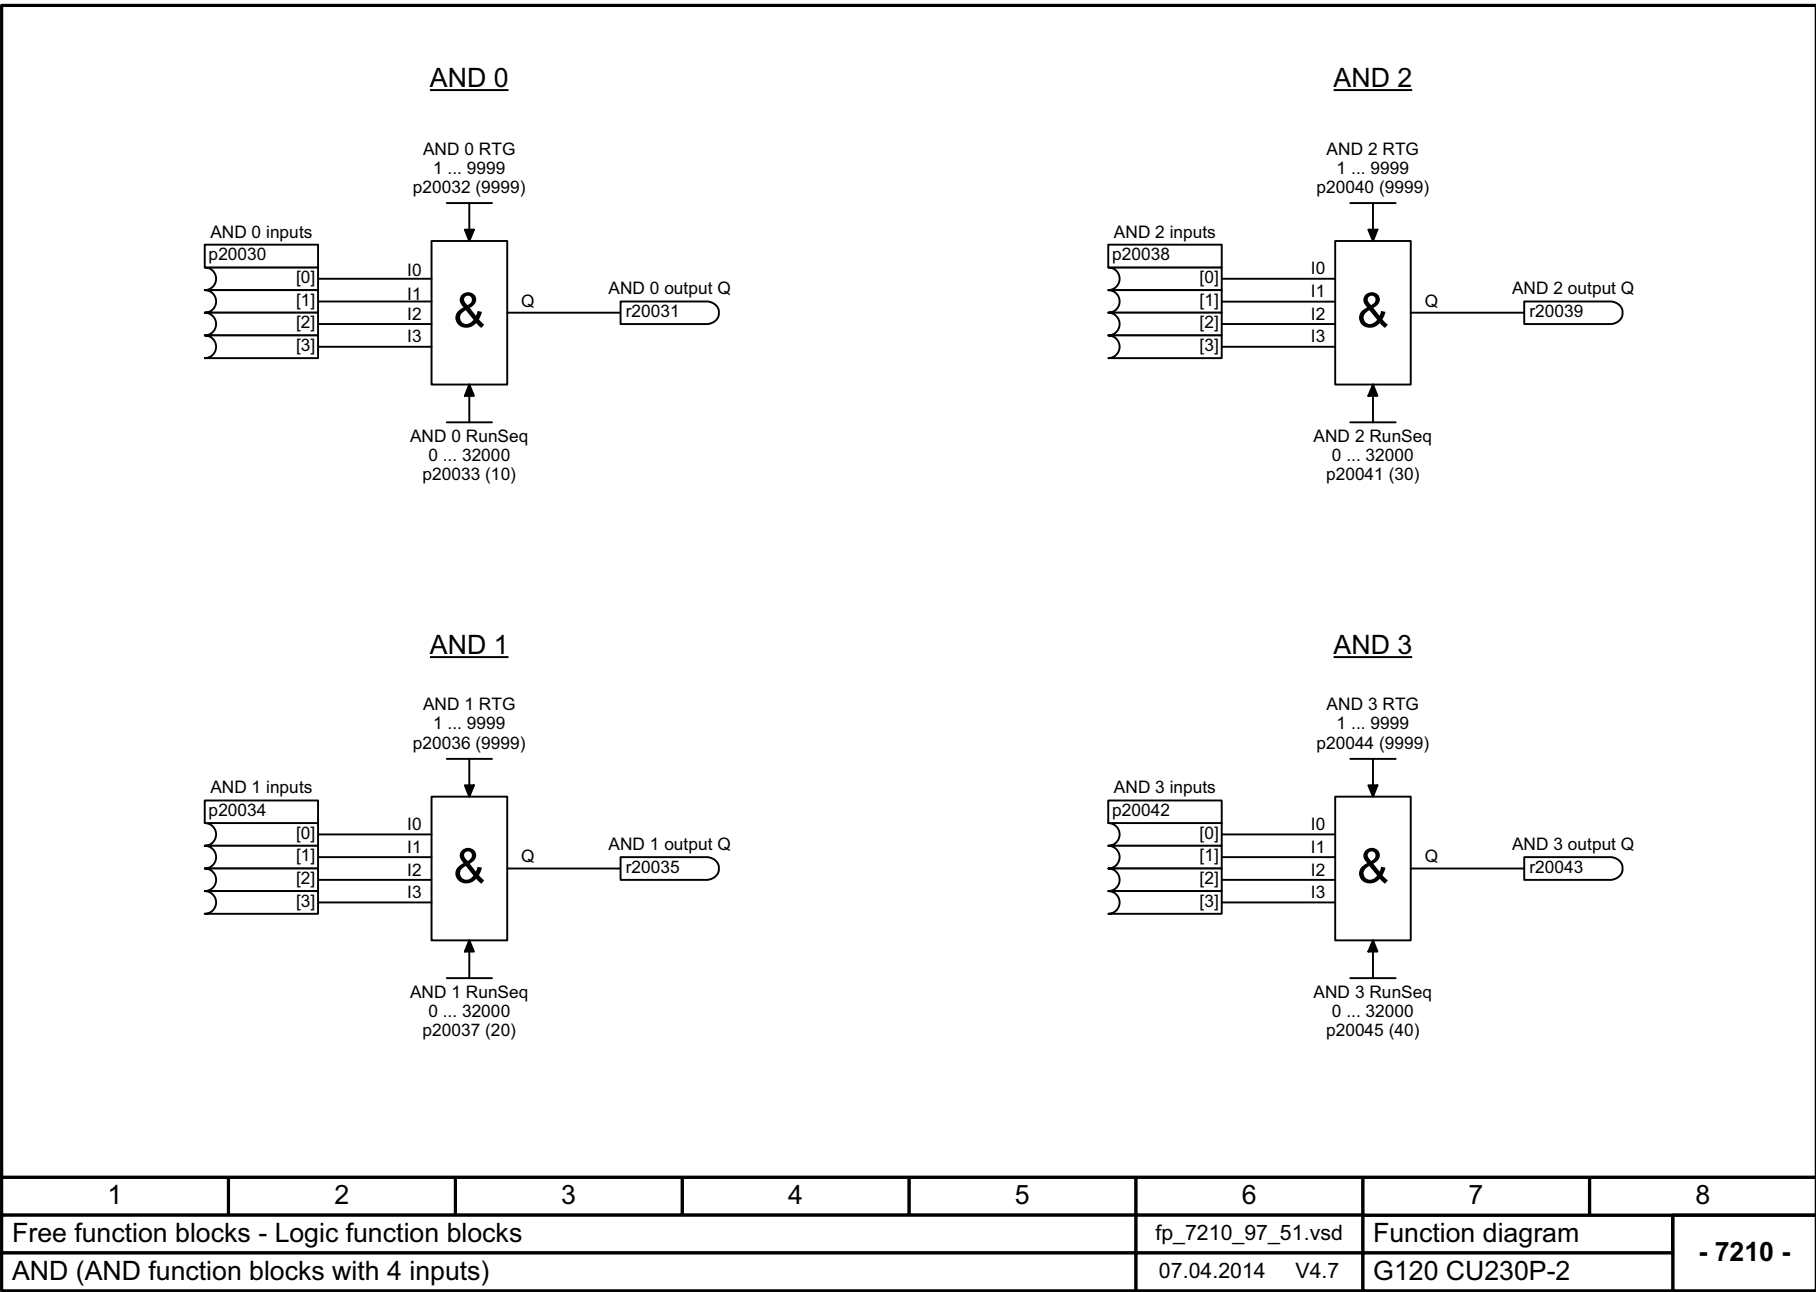 AND 0
AND 0 RTG
1 ... 9999
p20032 (9999)
AND 0 inputs
p20030
[0]
[1]
[2]
[3]
I0
I1
I2
I3
&
Q
AND 0 output Q
r20031
AND 0 RunSeq
0 ... 32000
p20033 (10)
AND 2
AND 2 RTG
1 ... 9999
p20040 (9999)
AND 2 inputs
p20038
[0]
[1]
[2]
[3]
I0
I1
I2
I3
&
Q
AND 2 output Q
r20039
AND 2 RunSeq
0 ... 32000
p20041 (30)
AND 1
AND 1 RTG
1 ... 9999
p20036 (9999)
AND 1 inputs
p20034
[0]
[1]
[2]
[3]
I0
I1
I2
I3
&
Q
AND 1 output Q
r20035
AND 1 RunSeq
0 ... 32000
p20037 (20)
AND 3
AND 3 RTG
1 ... 9999
p20044 (9999)
AND 3 inputs
p20042
[0]
[1]
[2]
[3]
I0
I1
I2
I3
&
Q
AND 3 output Q
r20043
AND 3 RunSeq
0 ... 32000
p20045 (40)
1 2 3 4 5 6 7 8
Free function blocks - Logic function blocks
fp_7210_97_51.vsd
Function diagram
- 7210 -
AND (AND function blocks with 4 inputs)
07.04.2014 V4.7
G120 CU230P-2